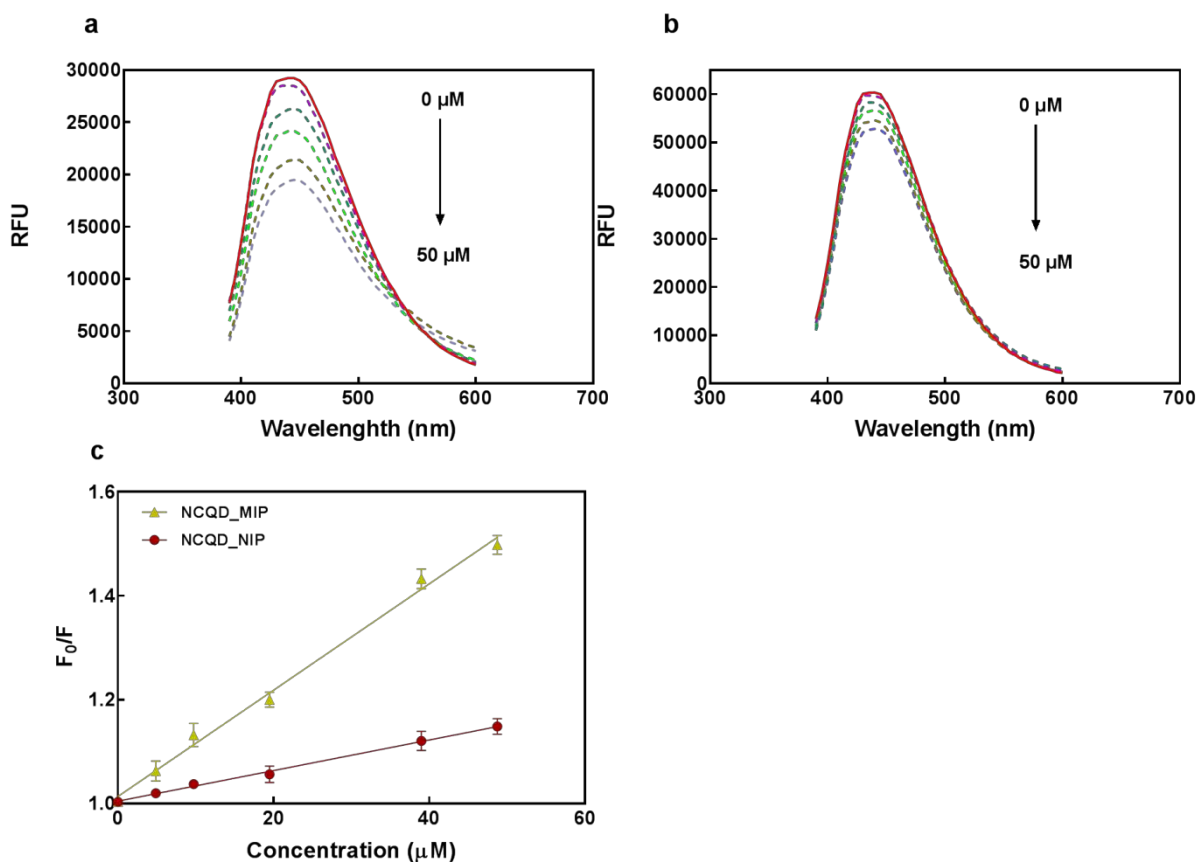 a
30000
25000
20000
15000
10000
5000
0
RFU
300 400 500 600 700
Wavelenghth (nm)
0 µM
50 µM
b
60000
50000
40000
30000
20000
10000
0
RFU
300 400 500 600 700
Wavelength (nm)
0 µM
50 µM
c
1.6
1.4
1.2
1.0
F₀/F
NCQD_MIP
NCQD_NIP
0 20 40 60
Concentration (µM)